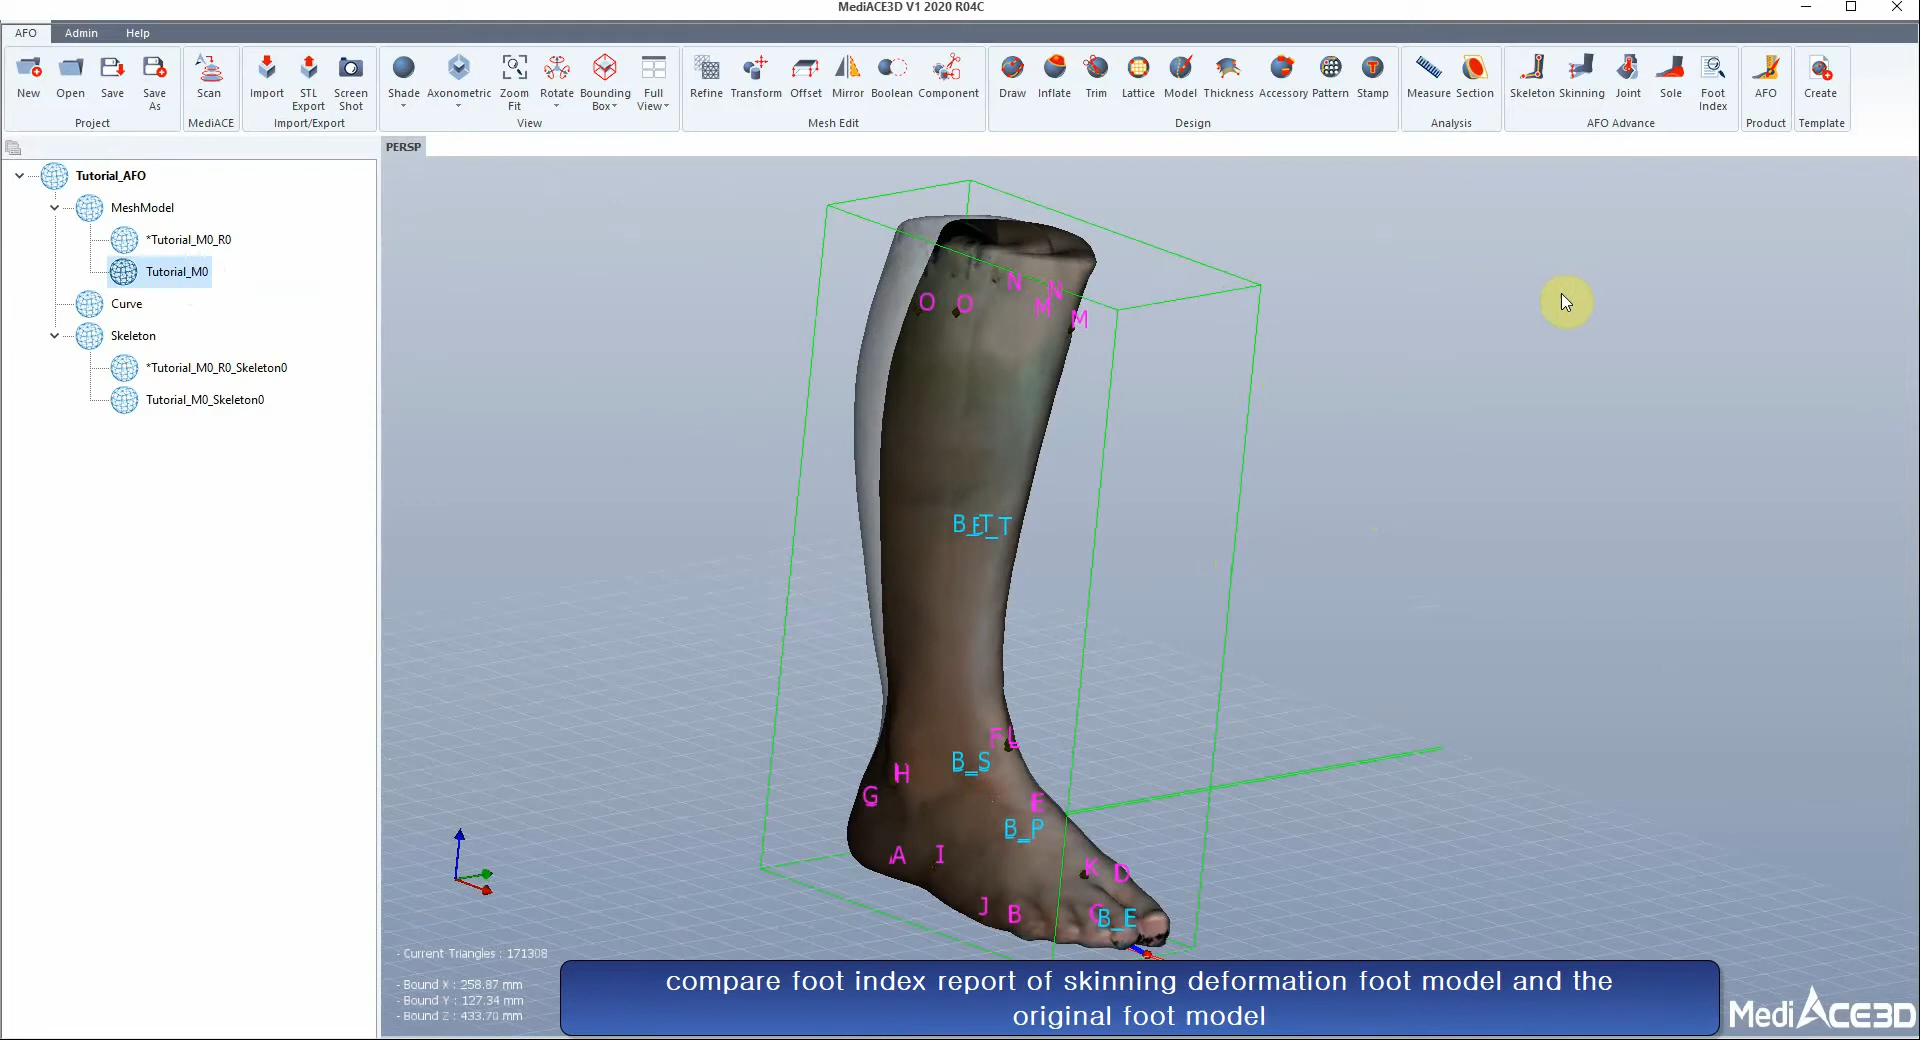 MediACE3D V1 2020 R04C
AFO Admin Help
New Open Save Save As
Project
Scan
MediACE
Import STL Export Screen Shot
Import/Export
Shade Axonometric Zoom Fit Rotate Bounding Box Full View
View
Refine Transform Offset Mirror Boolean Component
Mesh Edit
Draw Inflate Trim Lattice Model Thickness Accessory Pattern Stamp
Design
Measure Section
Analysis
Skeleton Skinning Joint Sole Foot Index
AFO Advance
AFO
Product
Create
Template
PERSP
Tutorial_AFO
MeshModel
*Tutorial_M0_R0
Tutorial_M0
Curve
Skeleton
*Tutorial_M0_R0_Skeleton0
Tutorial_M0_Skeleton0
N N
O O M M
F L
B_S
H
G E
B_P
A I
K D
J B
B_E
- Current Triangles : 171308
- Bound X : 258.87 mm
- Bound Y : 127.34 mm
- Bound Z : 433.70 mm
compare foot index report of skinning deformation foot model and the
original foot model
MediACE3D